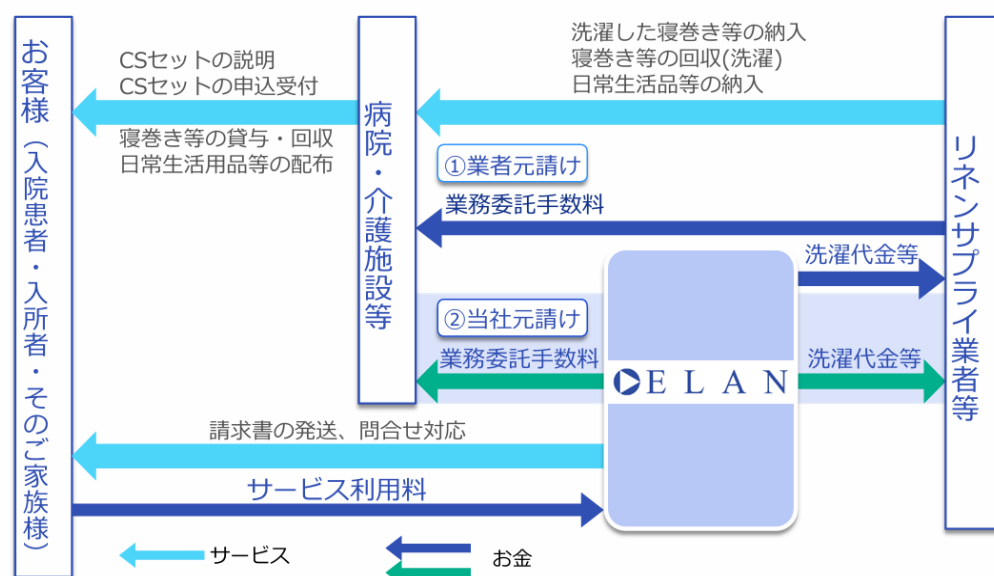 お客様（入院患者・入所者・そのご家族様）
CSセットの説明
CSセットの申込受付
寝巻き等の貸与・回収
日常生活用品等の配布
病院・介護施設等
洗濯した寝巻き等の納入
寝巻き等の回収(洗濯)
日常生活品等の納入
①業者元請け
業務委託手数料
洗濯代金等
②当社元請け
業務委託手数料
洗濯代金等
ELAN
リネンサプライ業者等
請求書の発送、問合せ対応
サービス利用料
サービス
お金